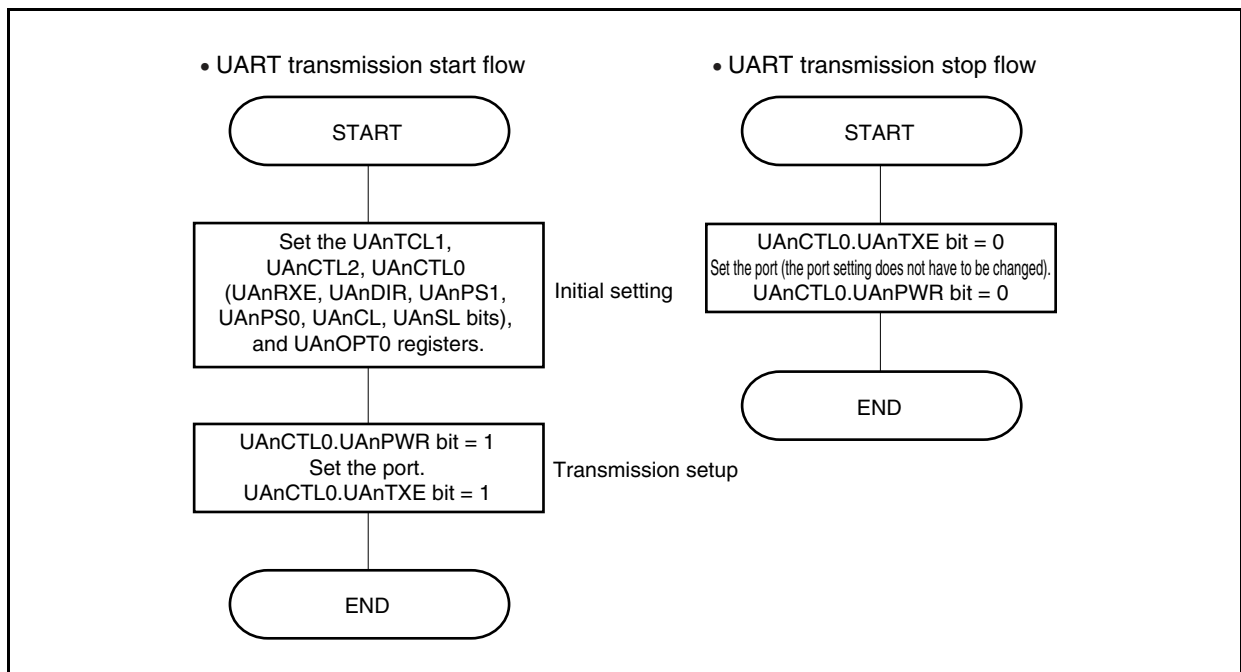 • UART transmission start flow
START
Set the UAnTCL1,
UAnCTL2, UAnCTL0
(UAnRXE, UAnDIR, UAnPS1,
UAnPS0, UAnCL, UAnSL bits),
and UAnOPT0 registers.
Initial setting
UAnCTL0.UAnPWR bit = 1
Set the port.
UAnCTL0.UAnTXE bit = 1
Transmission setup
END
• UART transmission stop flow
START
UAnCTL0.UAnTXE bit = 0
Set the port (the port setting does not have to be changed).
UAnCTL0.UAnPWR bit = 0
END